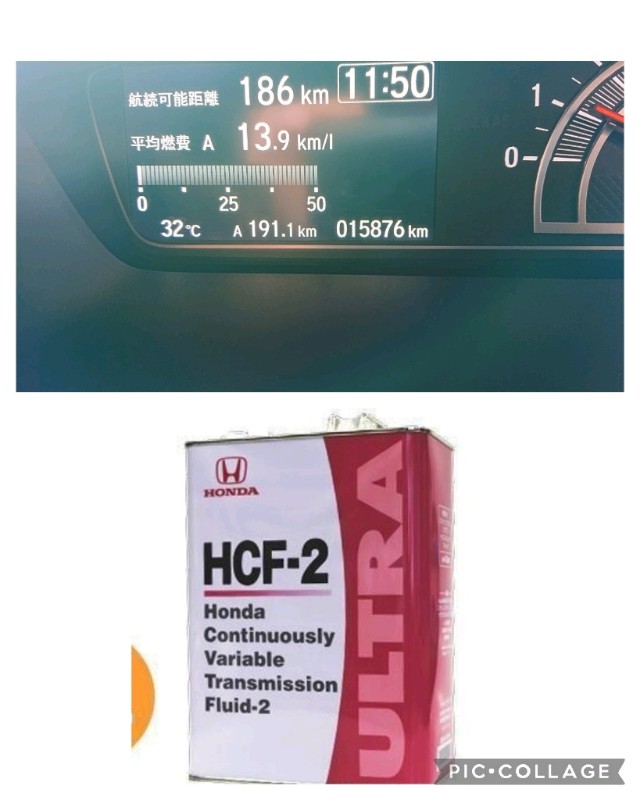 航続可能距離 186 km 11:50
平均燃費 A 13.9 km/l
0 25 50
32℃ A 191.1 km 015876 km
1
0
HONDA
HCF-2
Honda
Continuously
Variable
Transmission
Fluid-2
ULTRA
PIC•COLLAGE